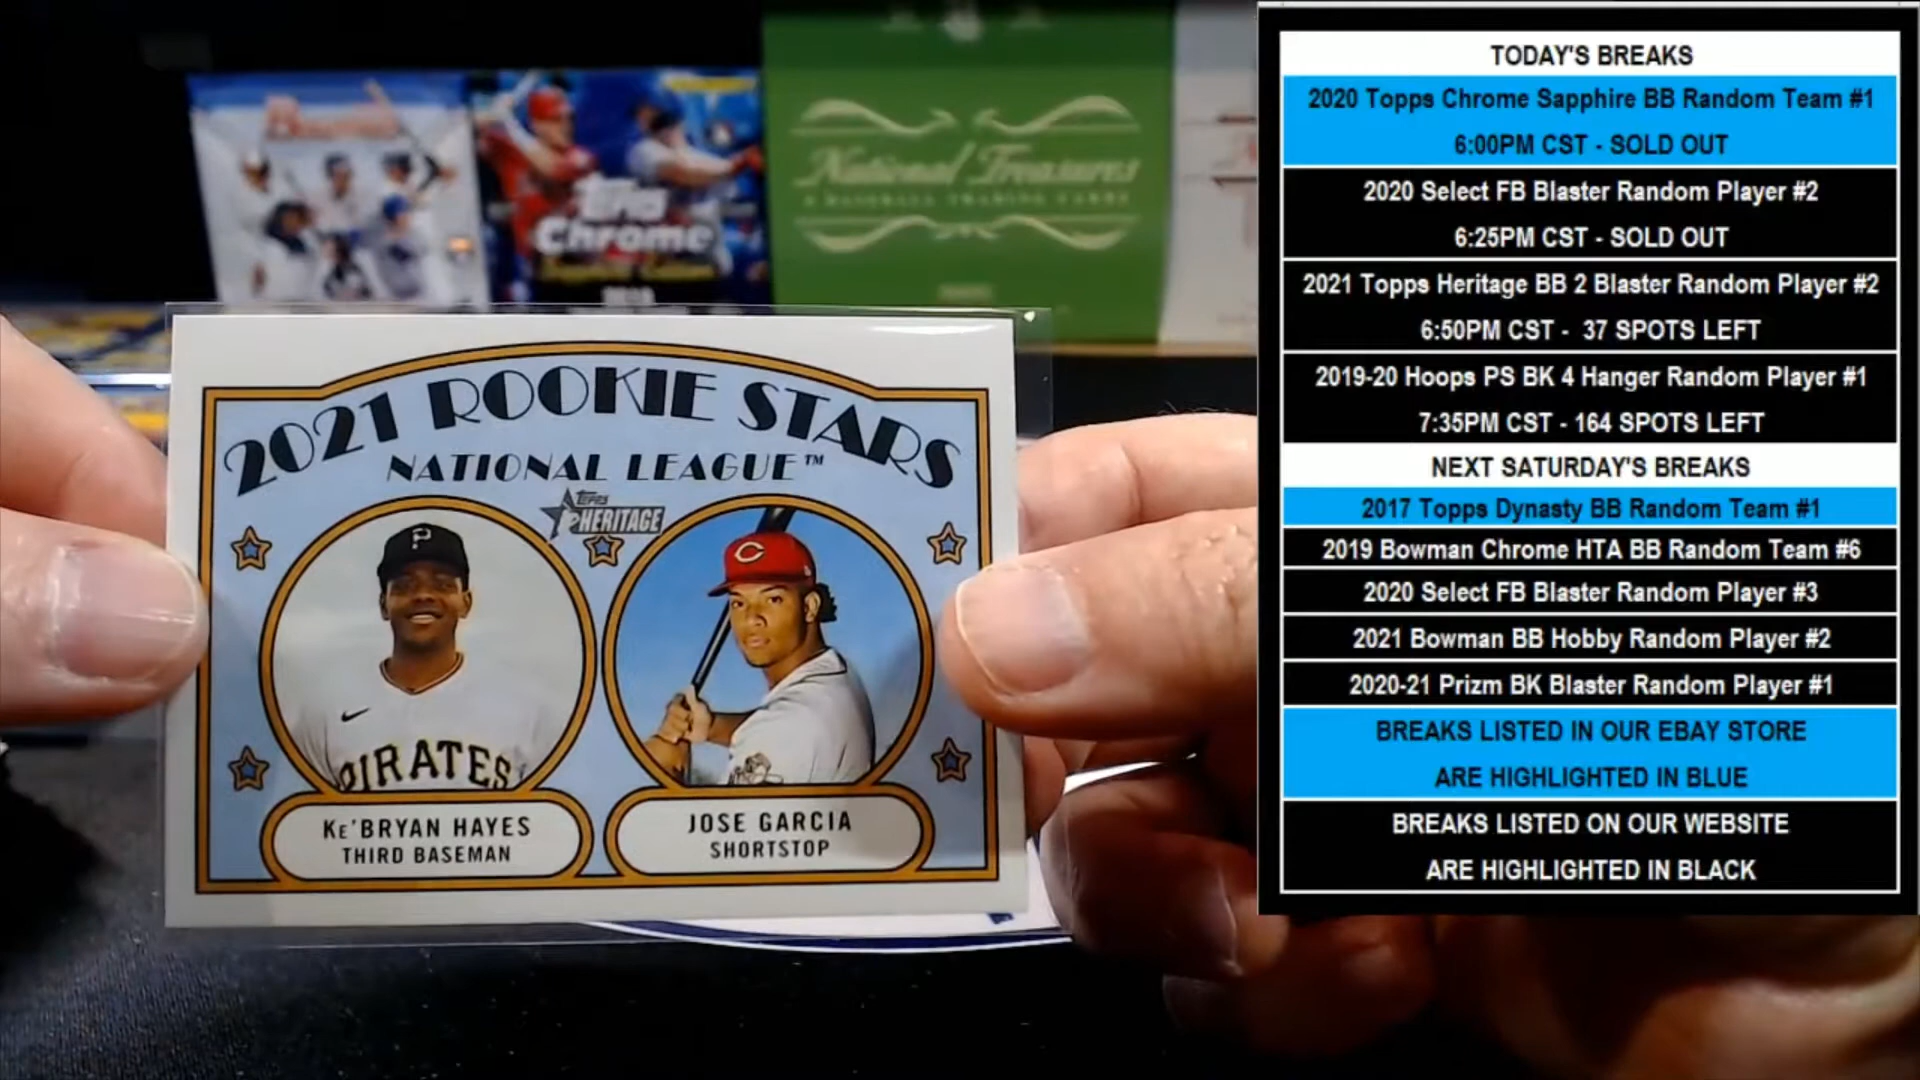 Bowman
Topps
Chrome
Sapphire Edition
National Treasures
BASEBALL TRADING CARDS
2021 ROOKIE STARS
NATIONAL LEAGUE™
TOPPS
HERITAGE
P
C
PIRATES
KE'BRYAN HAYES
THIRD BASEMAN
JOSE GARCIA
SHORTSTOP
TODAY'S BREAKS
2020 Topps Chrome Sapphire BB Random Team #1
6:00PM CST - SOLD OUT
2020 Select FB Blaster Random Player #2
6:25PM CST - SOLD OUT
2021 Topps Heritage BB 2 Blaster Random Player #2
6:50PM CST - 37 SPOTS LEFT
2019-20 Hoops PS BK 4 Hanger Random Player #1
7:35PM CST - 164 SPOTS LEFT
NEXT SATURDAY'S BREAKS
2017 Topps Dynasty BB Random Team #1
2019 Bowman Chrome HTA BB Random Team #6
2020 Select FB Blaster Random Player #3
2021 Bowman BB Hobby Random Player #2
2020-21 Prizm BK Blaster Random Player #1
BREAKS LISTED IN OUR EBAY STORE
ARE HIGHLIGHTED IN BLUE
BREAKS LISTED ON OUR WEBSITE
ARE HIGHLIGHTED IN BLACK